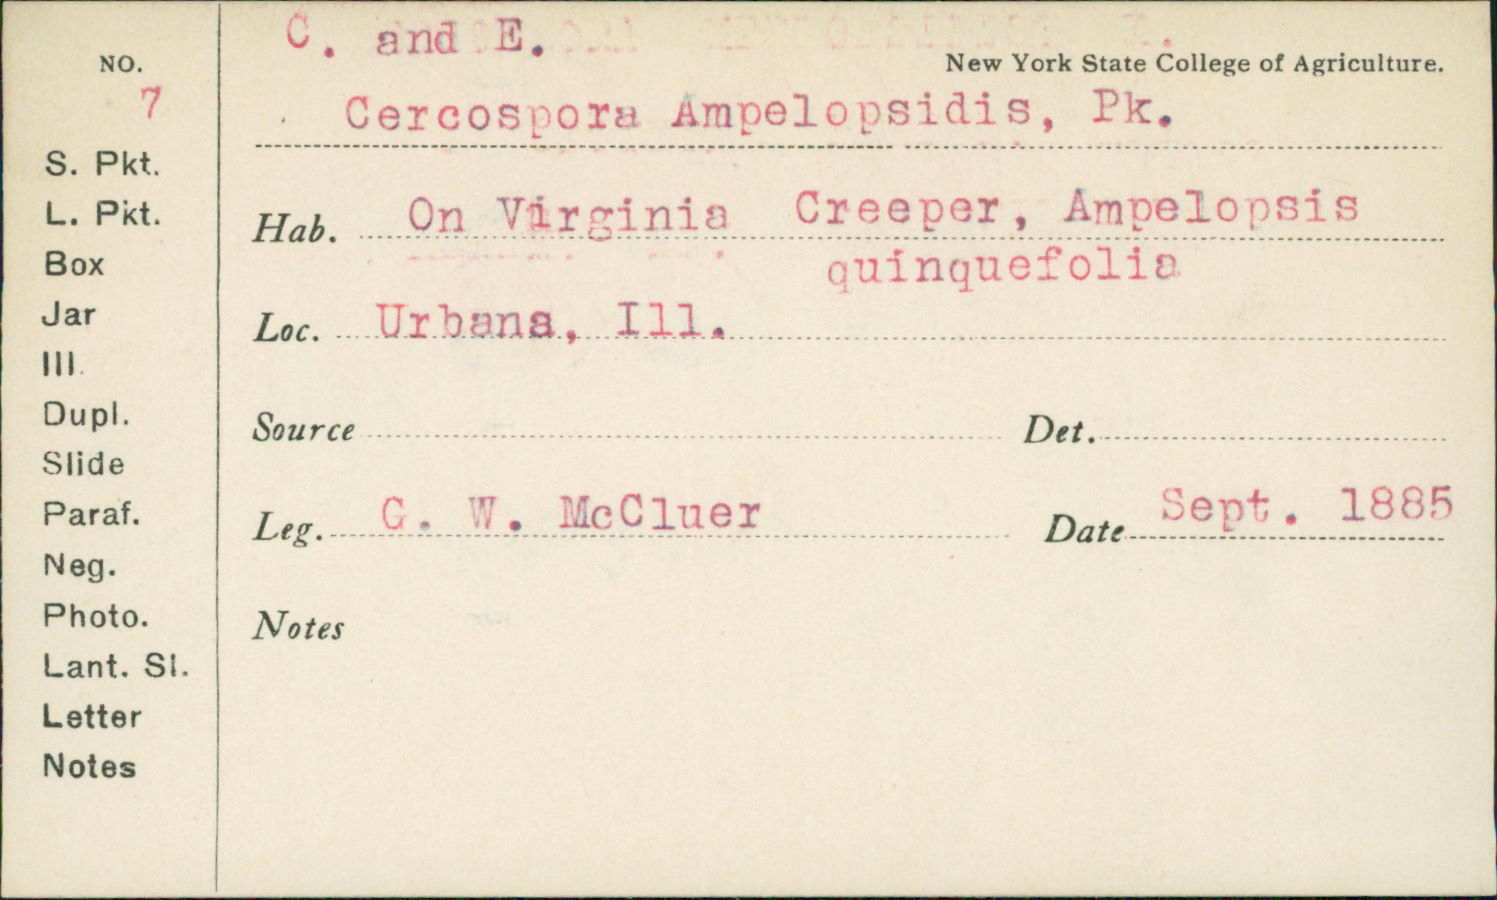 C. and E.
NO.
New York State College of Agriculture.
7
Cercospora Ampelopsidis, Pk.
S. Pkt.
L. Pkt.
Hab. On Virginia Creeper, Ampelopsis
quinquefolia
Box
Jar
Loc. Urbana, Ill.
Ill.
Dupl.
Source Det.
Slide
Paraf.
Leg. G. W. McCluer Date Sept. 1885
Neg.
Photo.
Notes
Lant. Sl.
Letter
Notes